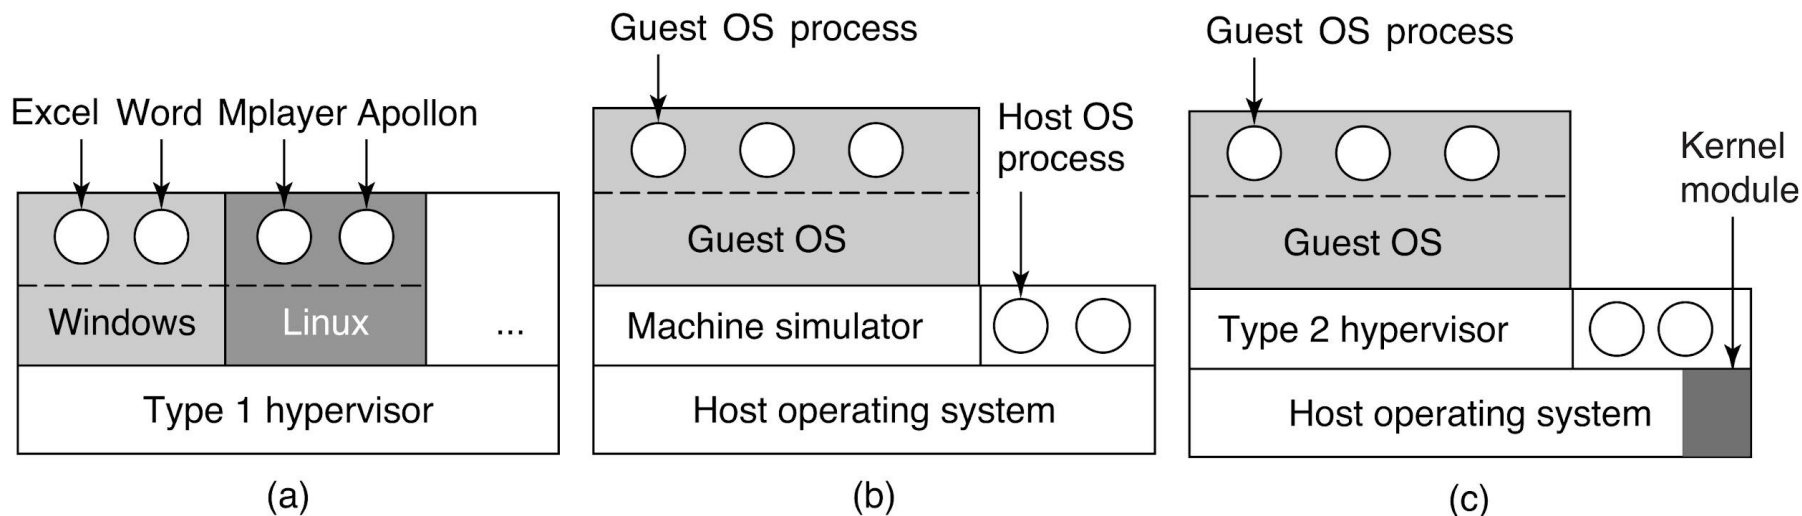 Excel Word Mplayer Apollon
Windows
Linux
...
Type 1 hypervisor
(a)
Guest OS process
Host OS
process
Guest OS
Machine simulator
Host operating system
(b)
Guest OS process
Kernel
module
Guest OS
Type 2 hypervisor
Host operating system
(c)